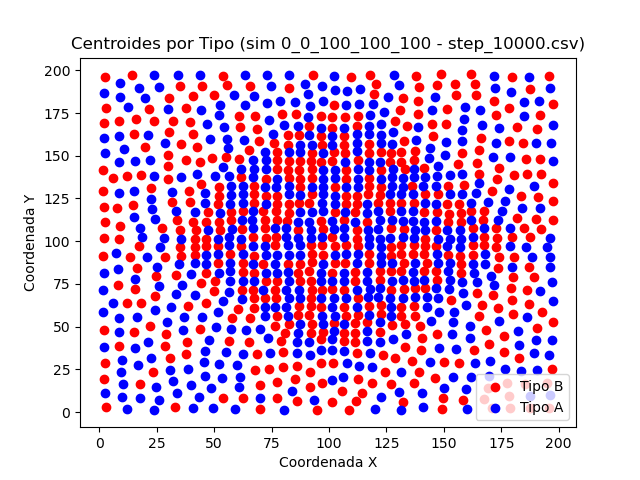 Centroides por Tipo (sim 0_0_100_100_100 - step_10000.csv)
200
175
150
125
100
75
50
25
0
Coordenada Y
0 25 50 75 100 125 150 175 200
Coordenada X
Tipo B
Tipo A